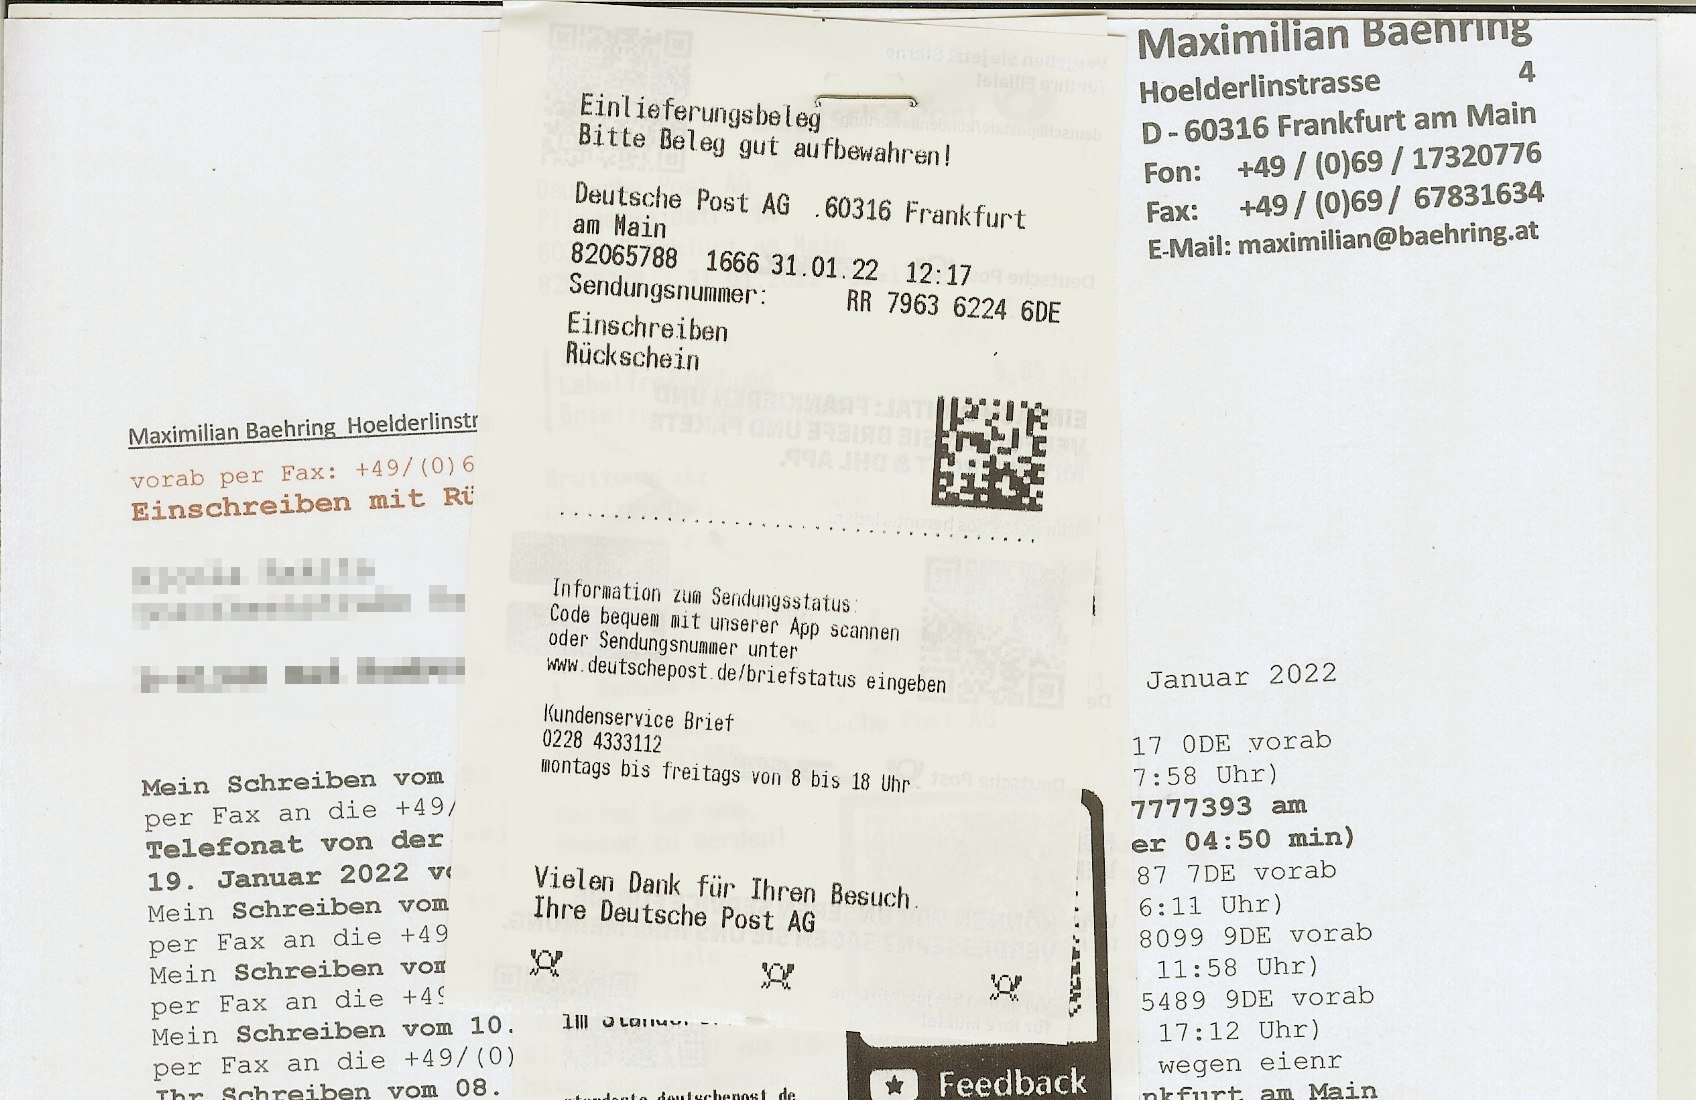 Maximilian Baehring
Hoelderlinstrasse 4
D - 60316 Frankfurt am Main
Fon: +49 / (0)69 / 17320776
Fax: +49 / (0)69 / 67831634
E-Mail: maximilian@baehring.at
Einlieferungsbeleg
Bitte Beleg gut aufbewahren!
Deutsche Post AG .60316 Frankfurt
am Main
82065788 1666 31.01.22 12:17
Sendungsnummer: RR 7963 6224 6DE
Einschreiben
Rückschein
Information zum Sendungsstatus:
Code bequem mit unserer App scannen
oder Sendungsnummer unter
www.deutschepost.de/briefstatus eingeben
Kundenservice Brief
0228 4333112
montags bis freitags von 8 bis 18 Uhr
Vielen Dank für Ihren Besuch.
Ihre Deutsche Post AG
Feedback
Maximilian Baehring Hoelderlinstr
vorab per Fax: +49/(0)6
Einschreiben mit Rü
Januar 2022
Mein Schreiben vom
per Fax an die +49/
Telefonat von der
19. Januar 2022
Mein Schreiben vom
per Fax an die +49
Mein Schreiben vom
per Fax an die +49
Mein Schreiben vom 10.
per Fax an die +49/(0)
Ihr Schreiben vom 08.
17 0DE vorab
7:58 Uhr)
7777393 am
er 04:50 min)
87 7DE vorab
6:11 Uhr)
8099 9DE vorab
11:58 Uhr)
5489 9DE vorab
17:12 Uhr)
wegen eienr
nkfurt am Main